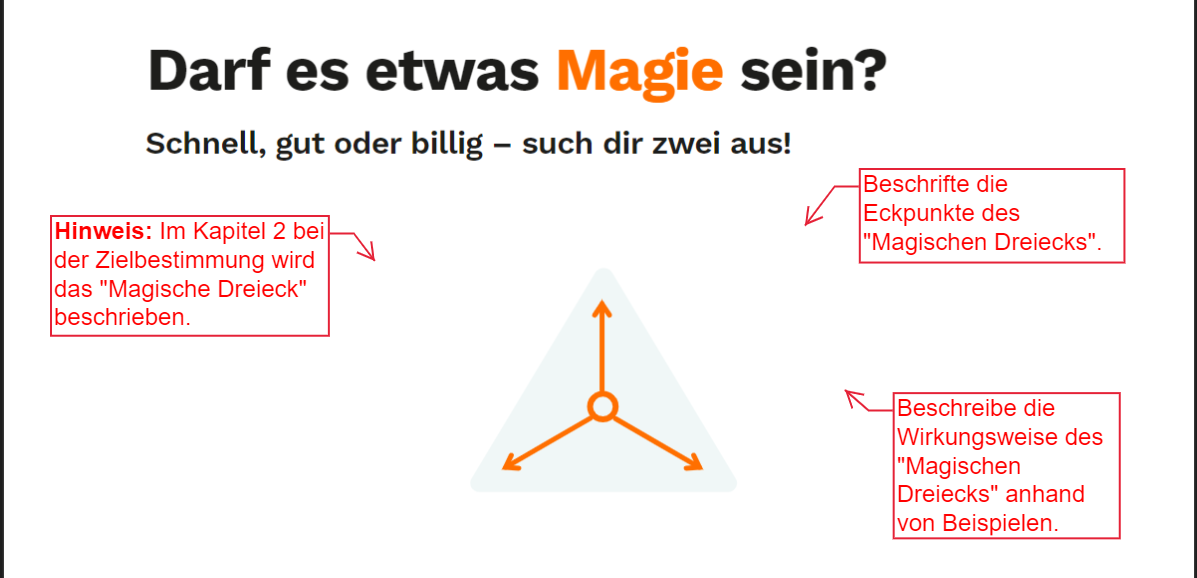 Darf es etwas Magie sein?
Schnell, gut oder billig – such dir zwei aus!
Beschrifte die
Eckpunkte des
"Magischen Dreiecks".
Hinweis: Im Kapitel 2 bei
der Zielbestimmung wird
das "Magische Dreieck"
beschrieben.
Beschreibe die
Wirkungsweise des
"Magischen
Dreiecks" anhand
von Beispielen.